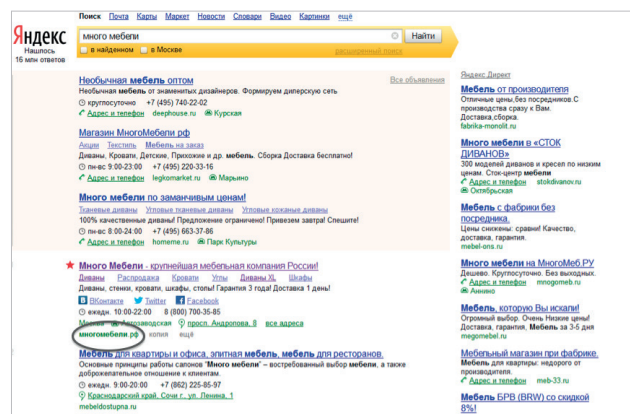 Поиск Почта Карты Маркет Новости Словари Видео Картинки ещё
Яндекс
Нашлось
16 млн ответов
много мебели
Найти
в найденном в Москве
расширенный поиск
Необычная мебель оптом
Все объявления
Необычная мебель от знаменитых дизайнеров. Формируем дилерскую сеть
круглосуточно +7 (495) 740-22-02
Адрес и телефон deephouse.ru Курская
Магазин МногоМебели рф
Акции Текстиль Мебель на заказ
Диваны, Кровати, Детские, Прихожие и др. мебель. Сборка Доставка бесплатно!
пн-вс 9:00-23:00 +7 (495) 220-33-16
Адрес и телефон legkomarket.ru Марьино
Много мебели по заманчивым ценам!
Тканевые диваны Угловые тканевые диваны Угловые кожаные диваны
100% качественные диваны! Предложение ограничено! Привезем завтра! Спешите!
пн-вс 8:00-24:00 +7 (495) 663-37-86
Адрес и телефон homeme.ru Парк Культуры
Много Мебели - крупнейшая мебельная компания России!
Диваны Распродажа Кровати Углы Диваны XL Шкафы
Диваны, стенки, кровати, шкафы, столы! Гарантия 3 года! Доставка 1 день!
ВКонтакте Twitter Facebook
ежедн. 10:00-22:00 8 (800) 700-35-85
Москва Автозаводская просп. Андропова, 8 все адреса
многомебели.рф копия ещё
Мебель для квартиры и офиса, элитная мебель, мебель для ресторанов.
Основные принципы работы салонов "Много мебели" – востребованный выбор мебели, а также
доброжелательное отношение к клиентам.
ежедн. 9:00-20:00 +7 (862) 225-85-97
Краснодарский край, Сочи г., ул. Ленина, 1
mebeldostupna.ru
Яндекс.Директ
Мебель от производителя
Отличные цены,без посредников.С
производства сразу к Вам.
Доставка,сборка.
fabrika-monolit.ru
Много мебели в «СТОК
ДИВАНОВ»
300 моделей диванов и кресел по низким
ценам. Сток-центр мебели
Адрес и телефон stokdivanov.ru
Октябрьская
Мебель с фабрики без
посредника.
Цены снижены: сравни! Качество,
доставка, гарантия.
mebel-ons.ru
Много мебели на МногоМеб.РУ
Дешево. Круглосуточно. Без выходных.
Адрес и телефон mnogomeb.ru
Аннино
Мебель, которую Вы искали!
Огромный выбор. Очень Низкие цены!
Доставка, гарантия, Мебель за 3-5 дня
megomebel.ru
Мебельный магазин при фабрике.
Мебель для квартиры: недорого от
производителя.
Адрес и телефон meb-33.ru
Мебель БРВ (BRW) со скидкой
8%!